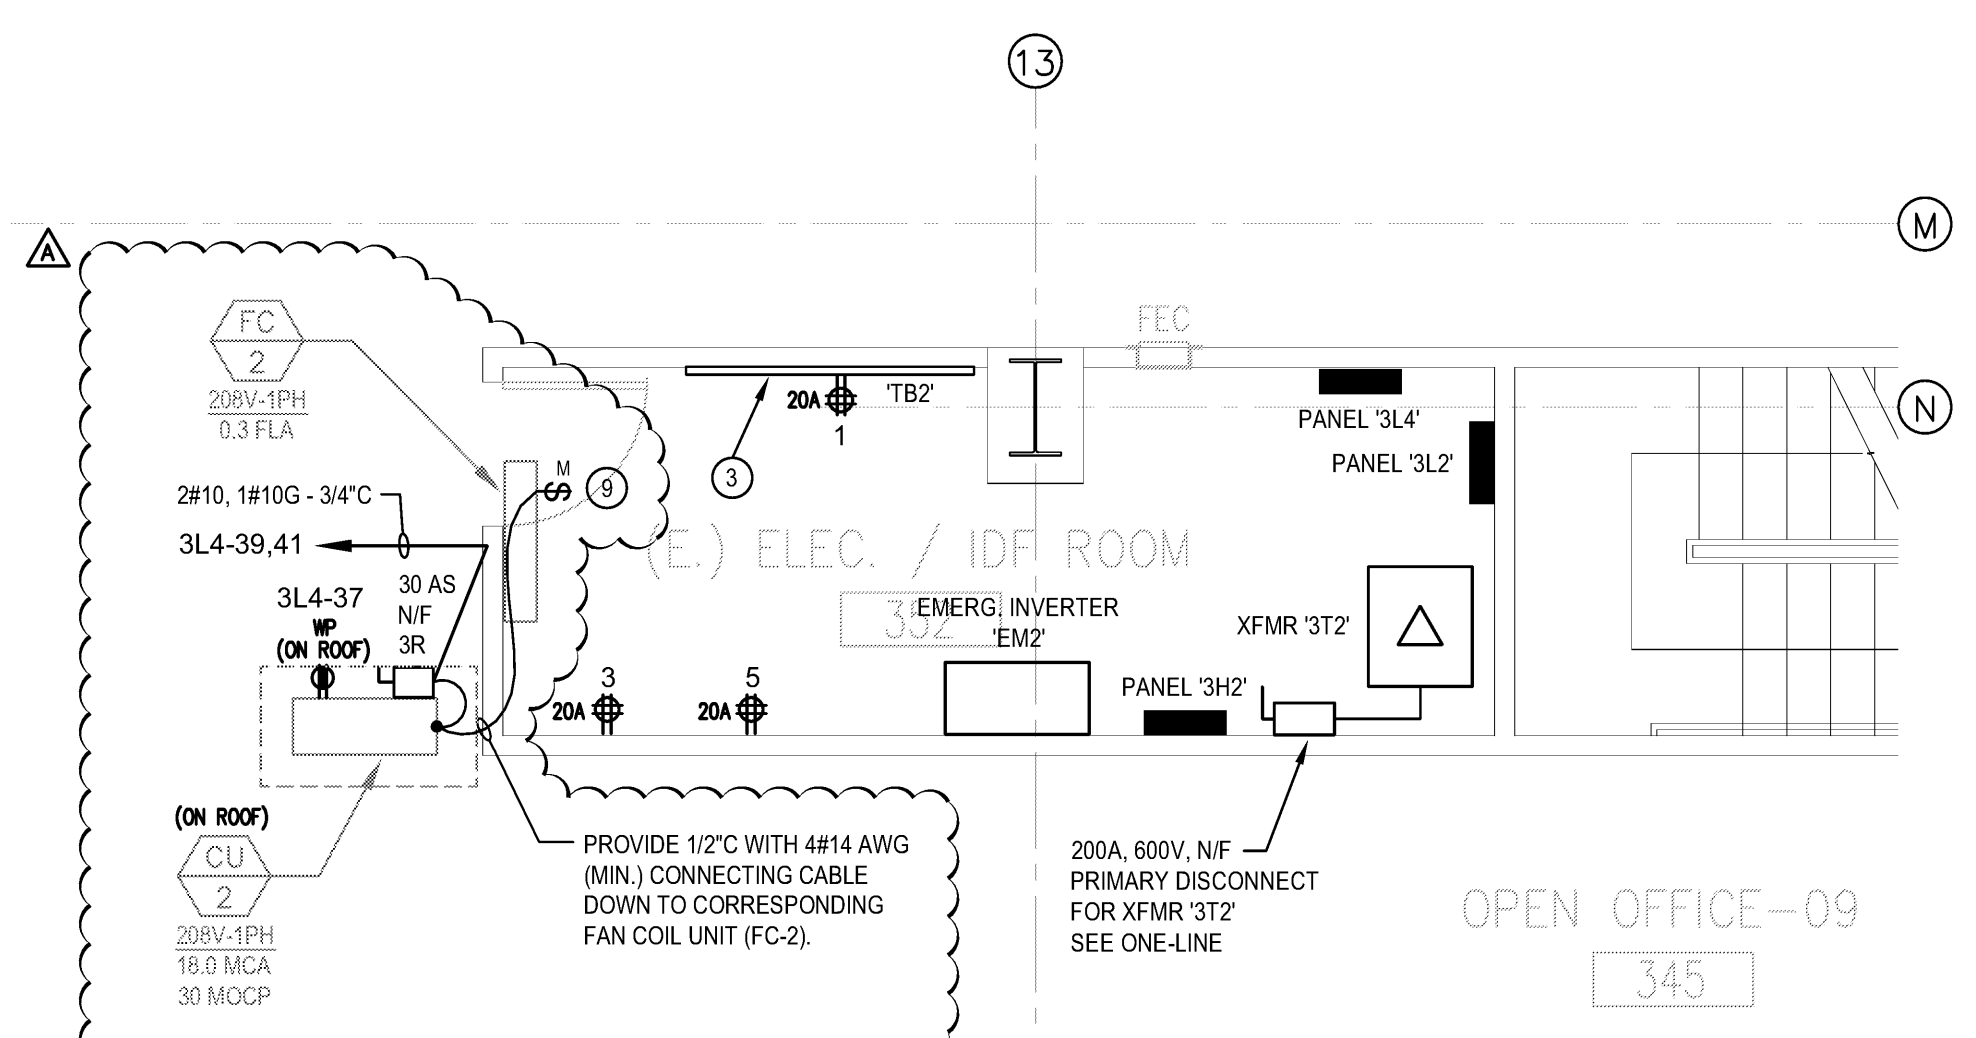 13
M
A
FC
2
208V-1PH
0.3 FLA
FEC
20A
'TB2'
1
3
N
PANEL '3L4'
PANEL '3L2'
M
S
9
2#10, 1#10G - 3/4"C
3L4-39,41
(E.) ELEC. / IDF ROOM
352
30 AS
N/F
3R
3L4-37
WP
(ON ROOF)
EMERG. INVERTER
'EM2'
XFMR '3T2'
3
20A
5
20A
PANEL '3H2'
(ON ROOF)
CU
2
208V-1PH
18.0 MCA
30 MOCP
PROVIDE 1/2"C WITH 4#14 AWG
(MIN.) CONNECTING CABLE
DOWN TO CORRESPONDING
FAN COIL UNIT (FC-2).
200A, 600V, N/F
PRIMARY DISCONNECT
FOR XFMR '3T2'
SEE ONE-LINE
OPEN OFFICE-09
345